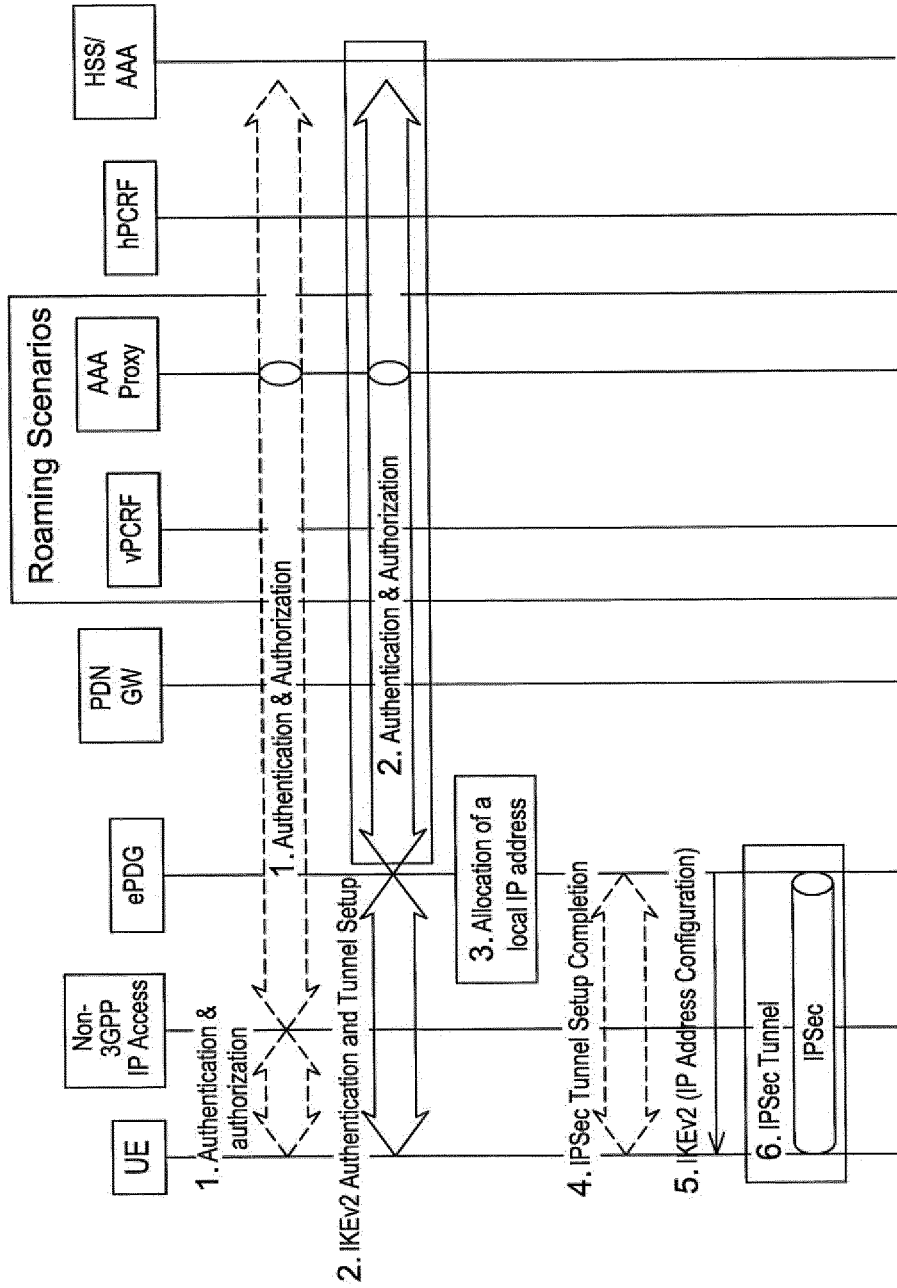 Roaming Scenarios
UE
Non-
3GPP
IP Access
ePDG
PDN
GW
vPCRF
AAA
Proxy
hPCRF
HSS/
AAA
1. Authentication &
authorization
1. Authentication & Authorization
2. IKEv2 Authentication and Tunnel Setup
2. Authentication & Authorization
3. Allocation of a
local IP address
4. IPSec Tunnel Setup Completion
5. IKEv2 (IP Address Configuration)
6. IPSec Tunnel
IPSec